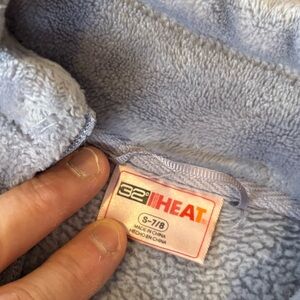 32° HEAT
S-7/8
MADE IN CHINA
HECHO EN CHINA